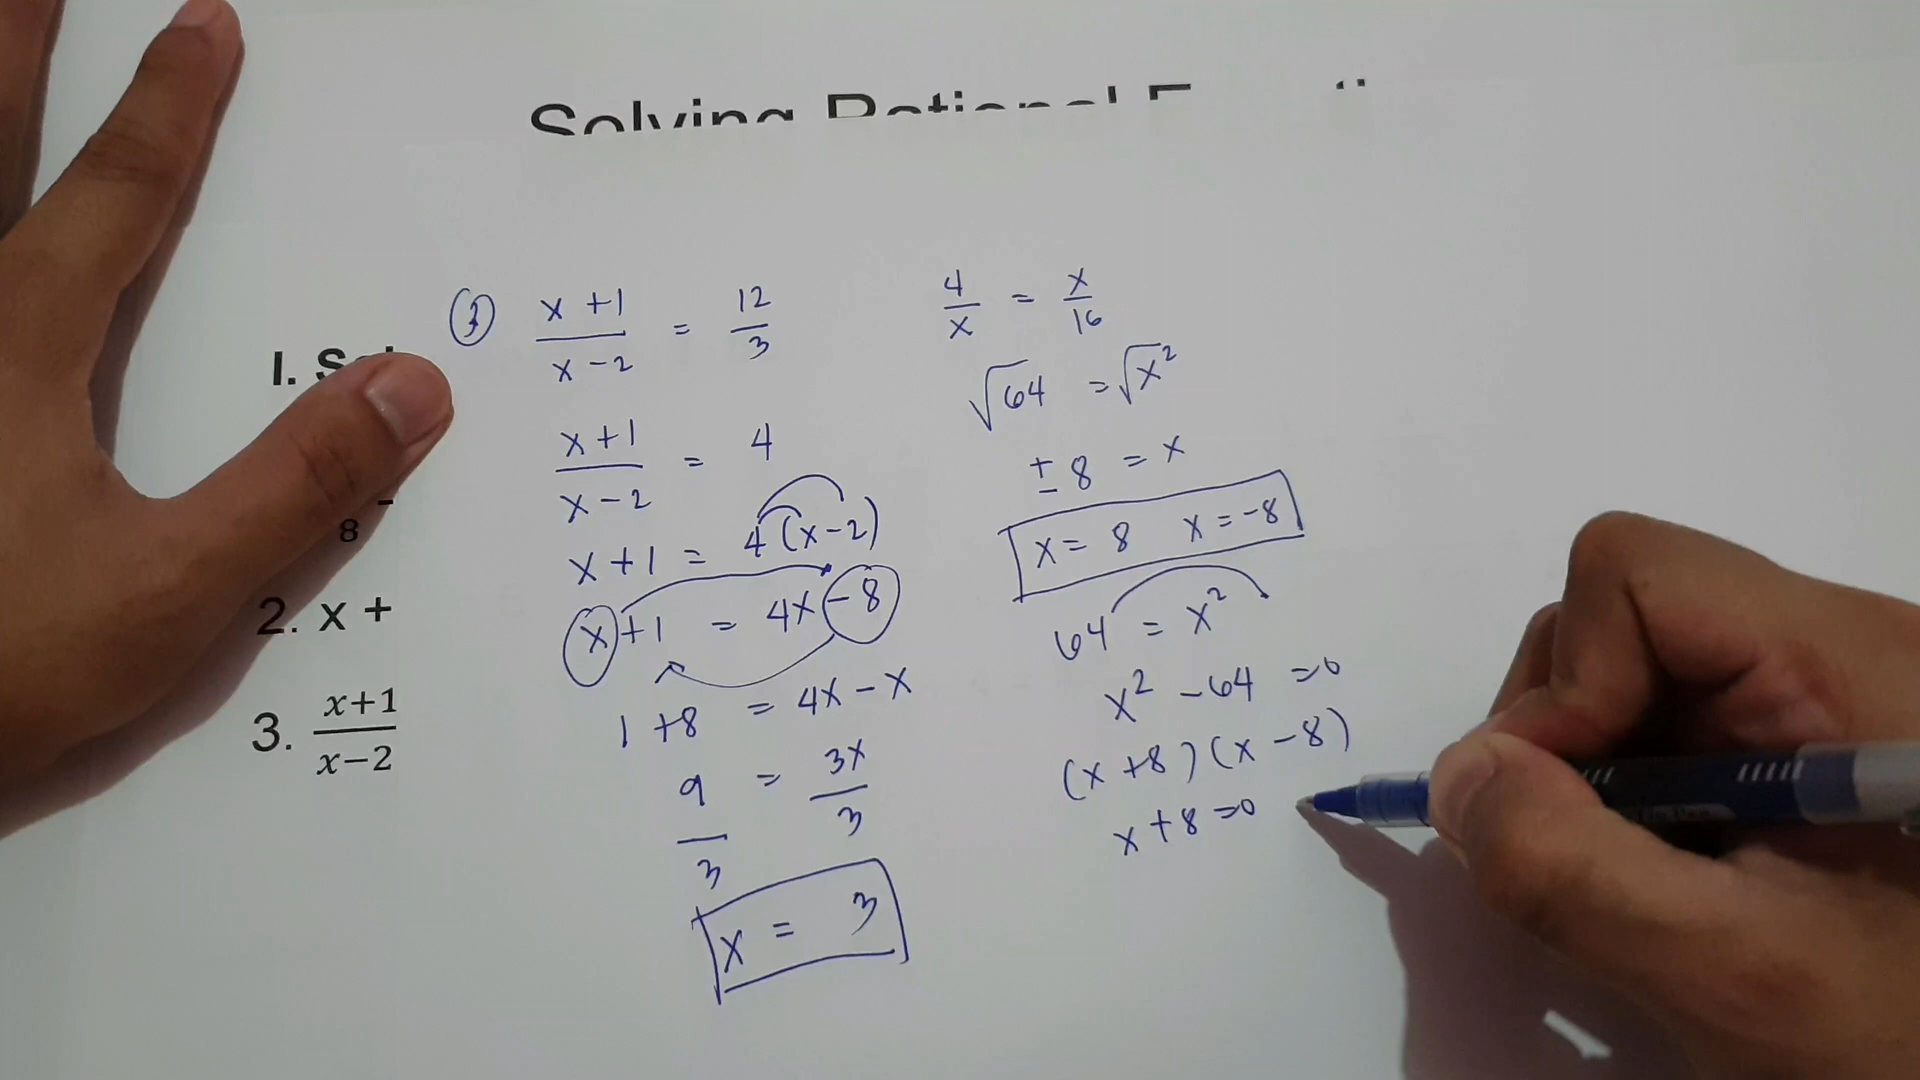 Solving Rational
I.
8 -
2. x +
3. x+1
x-2
③ x + 1 = 12
x - 2 3
x + 1 = 4
x - 2
x + 1 = 4(x-2)
x + 1 = 4x - 8
1 + 8 = 4x - x
9 = 3x
3 3
x = 3
4 = x
x 16
√64 = √x²
± 8 = x
x = 8 x = -8
64 = x²
x² - 64 = 0
(x + 8)(x - 8)
x + 8 = 0